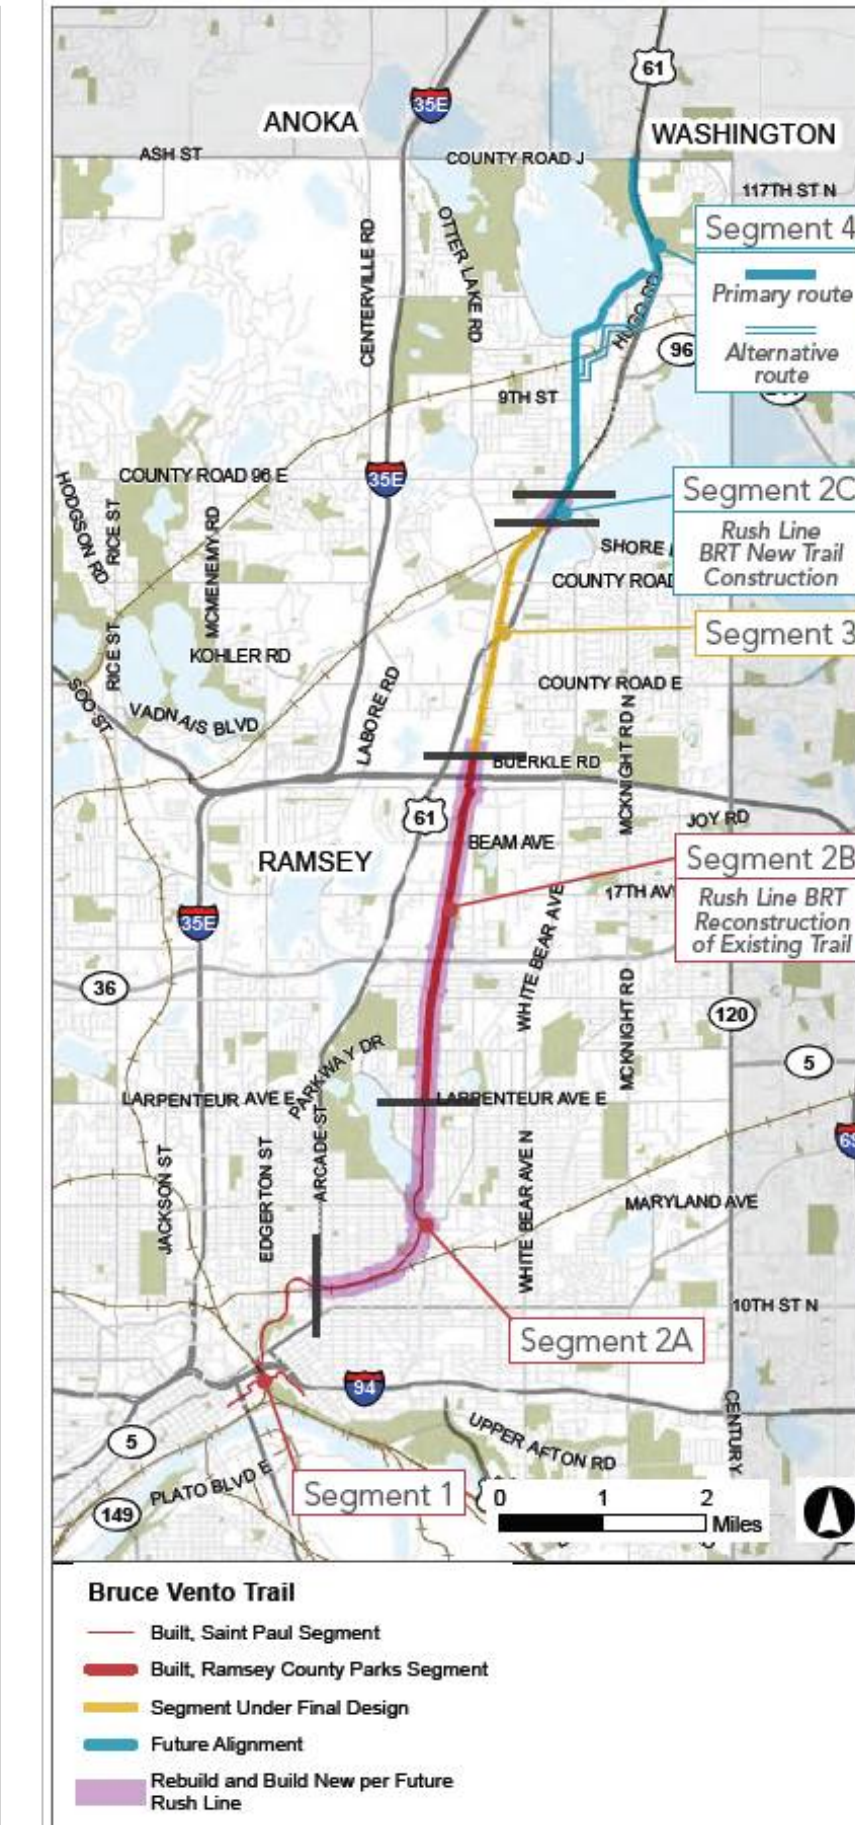 61
35E
ANOKA
WASHINGTON
ASH ST
COUNTY ROAD J
117TH ST N
Segment 4
CENTERVILLE RD
OTTER LAKE RD
Primary route
HUGO RD
96
Alternative
route
9TH ST
COUNTY ROAD 96 E
35E
Segment 2C
HODGSON RD
RICE ST
MCMENEMY RD
Rush Line
BRT New Trail
Construction
SHORE
COUNTY ROAD
RICE ST
KOHLER RD
Segment 3
SOO ST
VADNAIS BLVD
LABORE RD
COUNTY ROAD E
MCKNIGHT RD N
BUERKLE RD
61
JOY RD
BEAM AVE
RAMSEY
Segment 2B
17TH AV
Rush Line BRT
Reconstruction
of Existing Trail
35E
WHITE BEAR AVE
36
MCKNIGHT RD
120
5
PARKWAY DR
LARPENTEUR AVE E
LARPENTEUR AVE E
ARCADE ST
JACKSON ST
EDGERTON ST
WHITE BEAR AVE N
MARYLAND AVE
10TH ST N
Segment 2A
94
CENTURY
5
UPPER AFTON RD
PLATO BLVD E
Segment 1
149
0 1 2
Miles
Bruce Vento Trail
Built, Saint Paul Segment
Built, Ramsey County Parks Segment
Segment Under Final Design
Future Alignment
Rebuild and Build New per Future
Rush Line